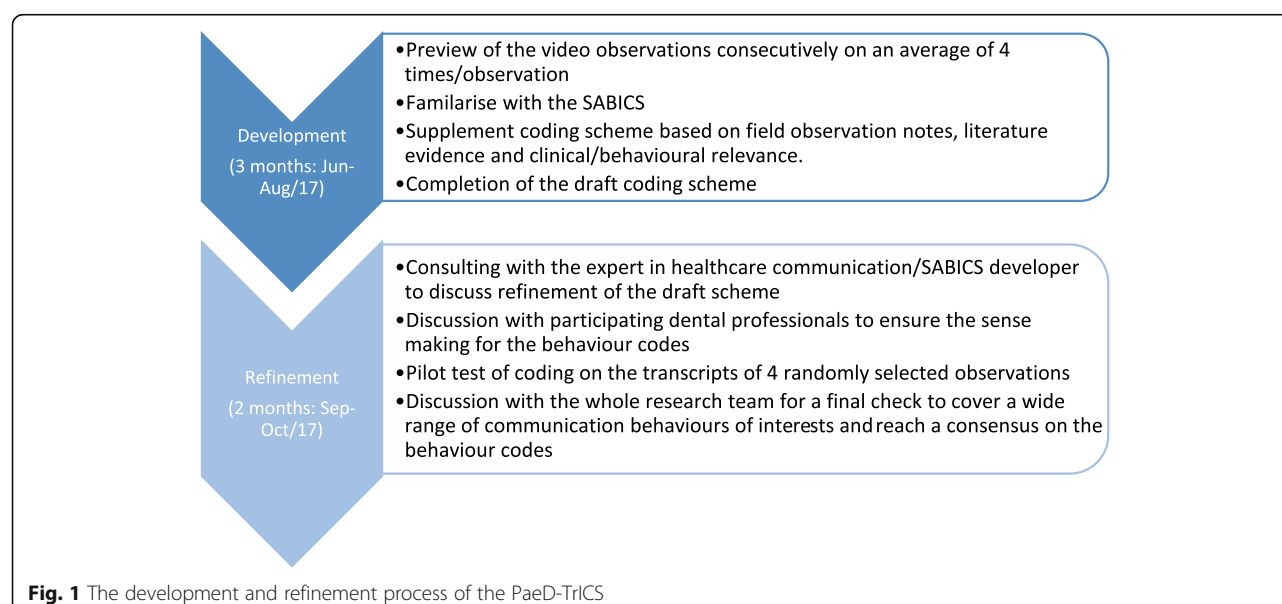 Development
(3 months: Jun-
Aug/17)
•Preview of the video observations consecutively on an average of 4
times/observation
•Familarise with the SABICS
•Supplement coding scheme based on field observation notes, literature
evidence and clinical/behavioural relevance.
•Completion of the draft coding scheme
Refinement
(2 months: Sep-
Oct/17)
•Consulting with the expert in healthcare communication/SABICS developer
to discuss refinement of the draft scheme
•Discussion with participating dental professionals to ensure the sense
making for the behaviour codes
•Pilot test of coding on the transcripts of 4 randomly selected observations
•Discussion with the whole research team for a final check to cover a wide
range of communication behaviours of interests and reach a consensus on the
behaviour codes
Fig. 1 The development and refinement process of the PaeD-TrICS